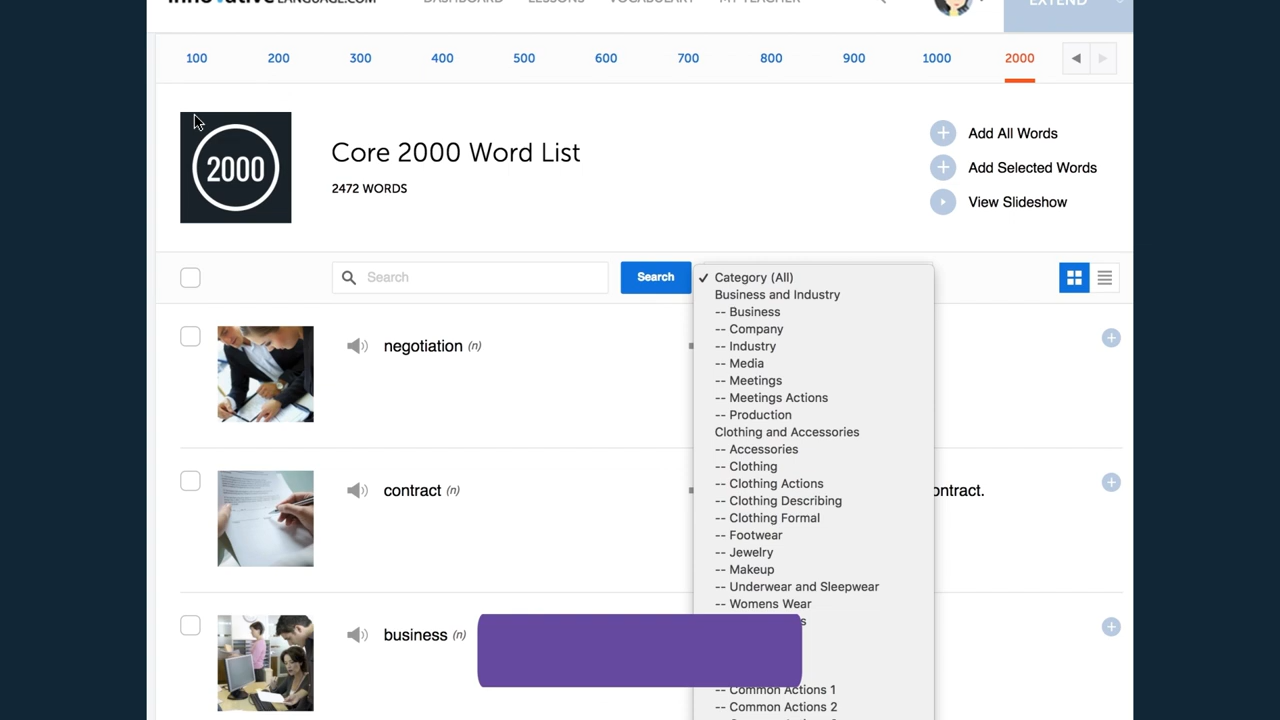 100 200 300 400 500 600 700 800 900 1000 2000
2000
Core 2000 Word List
2472 WORDS
Add All Words
Add Selected Words
View Slideshow
Search
Search
Category (All)
Business and Industry
-- Business
-- Company
-- Industry
-- Media
-- Meetings
-- Meetings Actions
-- Production
Clothing and Accessories
-- Accessories
-- Clothing
-- Clothing Actions
-- Clothing Describing
-- Clothing Formal
-- Footwear
-- Jewelry
-- Makeup
-- Underwear and Sleepwear
-- Womens Wear
-- Common Actions 1
-- Common Actions 2
negotiation (n)
contract (n)
business (n)